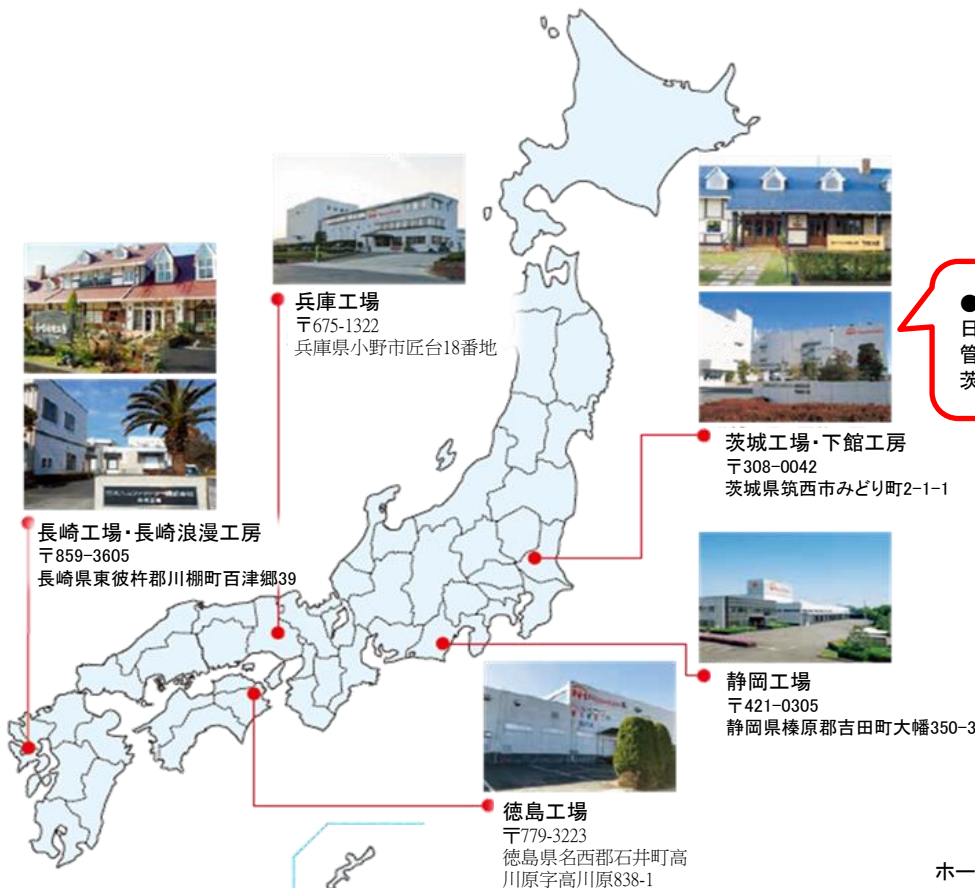 兵庫工場
〒675-1322
兵庫県小野市匠台18番地
●
日
管
茨
茨城工場・下館工房
〒308-0042
茨城県筑西市みどり町2-1-1
長崎工場・長崎浪漫工房
〒859-3605
長崎県東彼杵郡川棚町百津郷39
静岡工場
〒421-0305
静岡県榛原郡吉田町大幡350-3
徳島工場
〒779-3223
徳島県名西郡石井町高
川原字高川原838-1
ホー